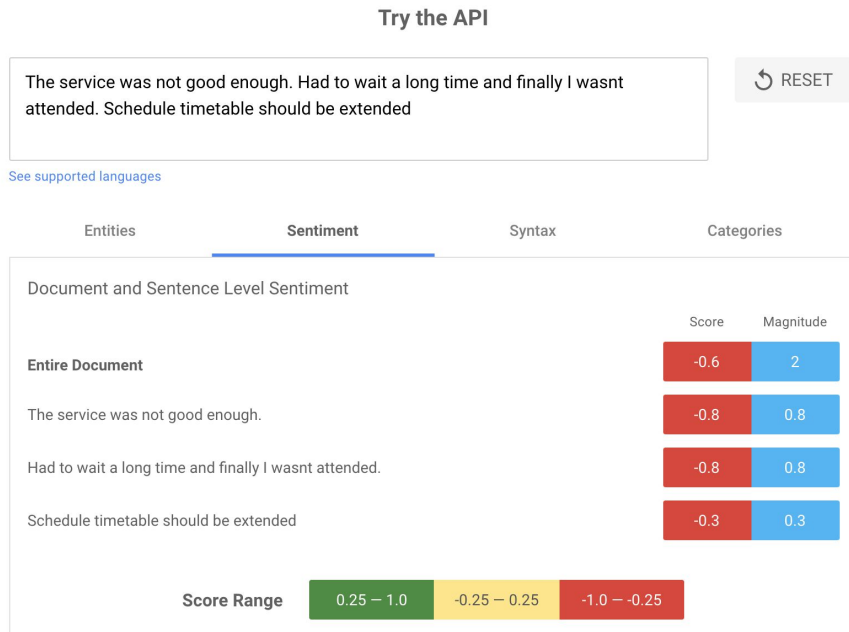 Try the API
The service was not good enough. Had to wait a long time and finally I wasnt
attended. Schedule timetable should be extended
RESET
See supported languages
Entities Sentiment Syntax Categories
Document and Sentence Level Sentiment
Score Magnitude
Entire Document -0.6 2
The service was not good enough. -0.8 0.8
Had to wait a long time and finally I wasnt attended. -0.8 0.8
Schedule timetable should be extended -0.3 0.3
Score Range 0.25 — 1.0 -0.25 — 0.25 -1.0 — -0.25